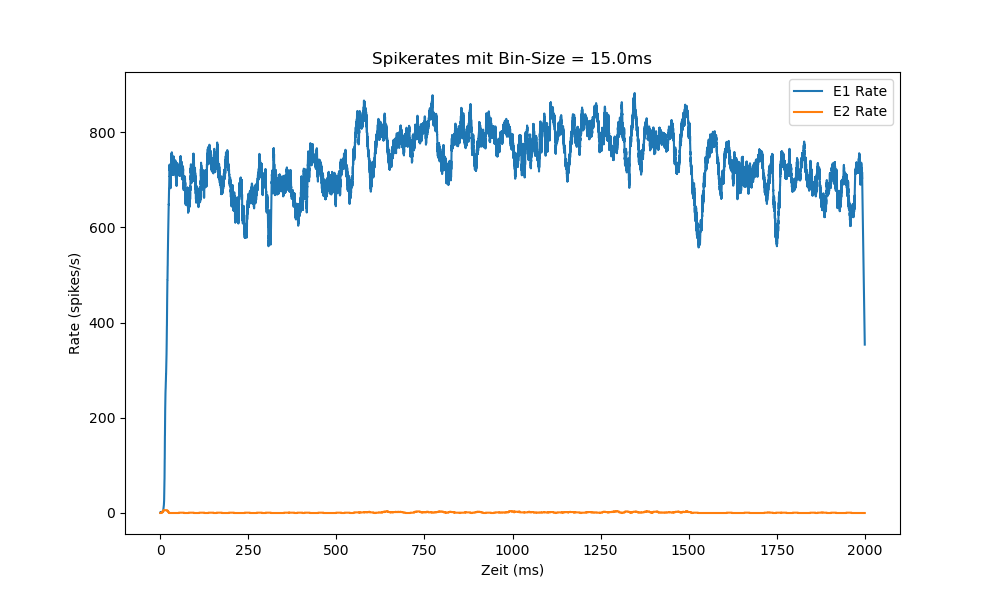 Spikerates mit Bin-Size = 15.0ms
E1 Rate
E2 Rate
800
600
400
200
0
Rate (spikes/s)
0 250 500 750 1000 1250 1500 1750 2000
Zeit (ms)